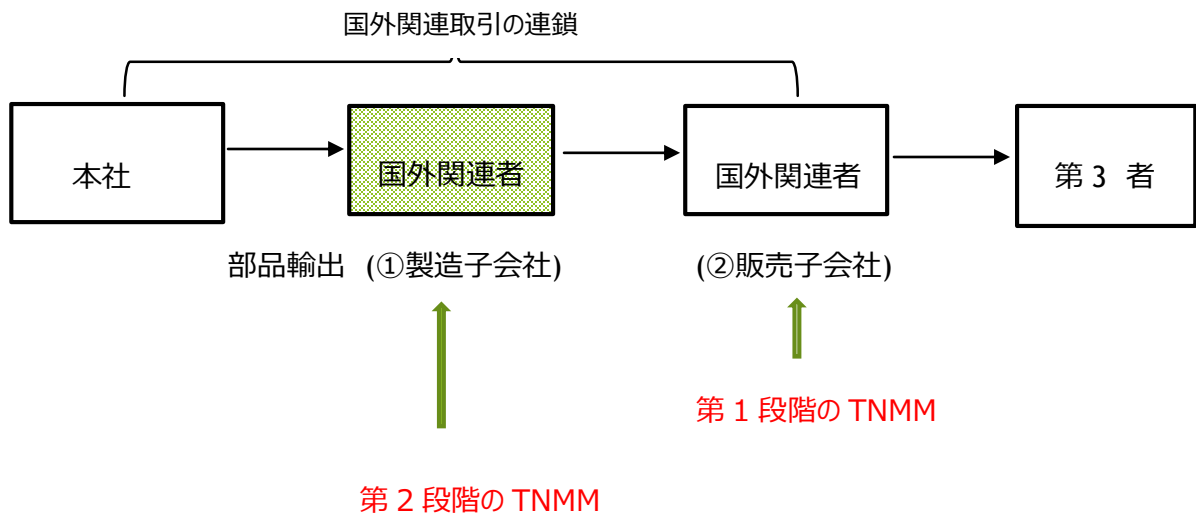 国外関連取引の連鎖
本社
国外関連者
国外関連者
第3 者
部品輸出 (①製造子会社)
(②販売子会社)
第1段階の TNMM
第2段階の TNMM